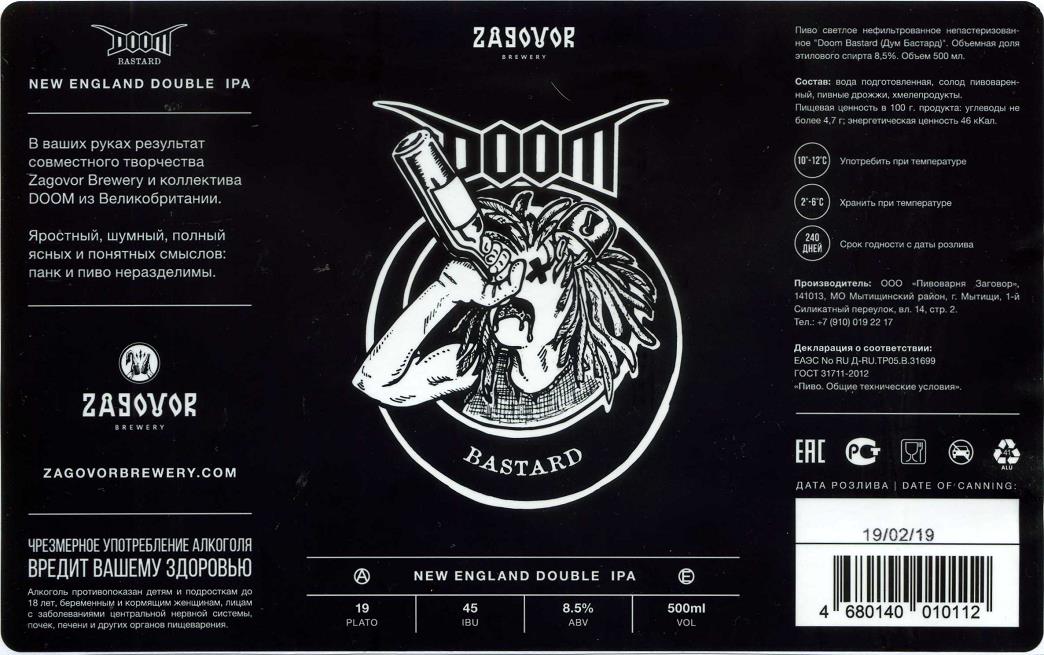 DOOM
BASTARD
NEW ENGLAND DOUBLE IPA
В ваших руках результат
совместного творчества
Zagovor Brewery и коллектива
DOOM из Великобритании.
Яростный, шумный, полный
ясных и понятных смыслов:
панк и пиво неразделимы.
ZAGOVOR
BREWERY
ZAGOVORBREWERY.COM
ЧРЕЗМЕРНОЕ УПОТРЕБЛЕНИЕ АЛКОГОЛЯ
ВРЕДИТ ВАШЕМУ ЗДОРОВЬЮ
Алкоголь противопоказан детям и подросткам до
18 лет, беременным и кормящим женщинам, лицам
с заболеваниями центральной нервной системы,
почек, печени и других органов пищеварения.
ZAGOVOR
BREWERY
DOOM
BASTARD
A NEW ENGLAND DOUBLE IPA E
19 45 8.5% 500ml
PLATO IBU ABV VOL
Пиво светлое нефильтрованное непастеризован-
ное "Doom Bastard (Дум Бастард)". Объемная доля
этилового спирта 8,5%. Объем 500 мл.
Состав: вода подготовленная, солод пивоварен-
ный, пивные дрожжи, хмелепродукты.
Пищевая ценность в 100 г. продукта: углеводы не
более 4,7 г; энергетическая ценность 46 кКал.
10°-12°C Употребить при температуре
2°-6°C Хранить при температуре
240
ДНЕЙ Срок годности с даты розлива
Производитель: ООО «Пивоварня Заговор»,
141013, МО Мытищинский район, г. Мытищи, 1-й
Силикатный переулок, вл. 14, стр. 2.
Тел.: +7 (910) 019 22 17
Декларация о соответствии:
ЕАЭС No RU Д-RU.ТР05.В.31699
ГОСТ 31711-2012
«Пиво. Общие технические условия».
EAC РСТ 41
ALU
ДАТА РОЗЛИВА | DATE OF CANNING:
19/02/19
4 680140 010112